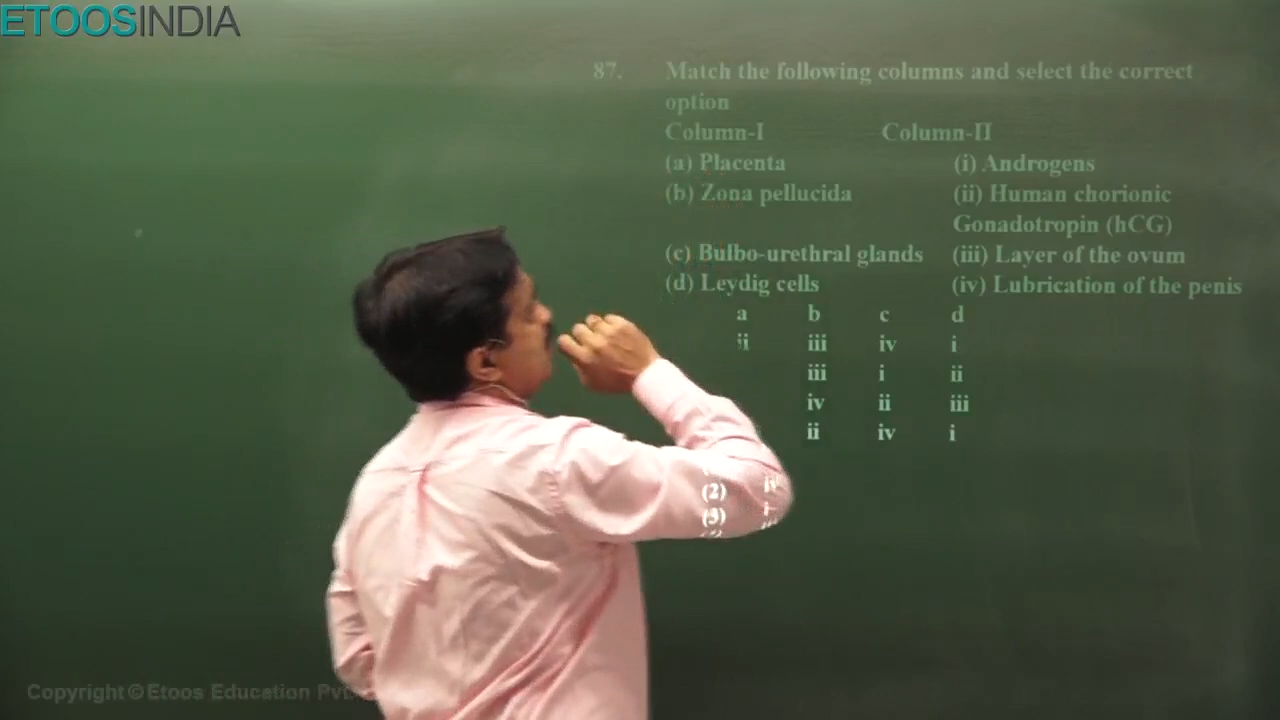 ETOOSINDIA
87. Match the following columns and select the correct
option
Column-I Column-II
(a) Placenta (i) Androgens
(b) Zona pellucida (ii) Human chorionic
Gonadotropin (hCG)
(c) Bulbo-urethral glands (iii) Layer of the ovum
(d) Leydig cells (iv) Lubrication of the penis
a b c d
ii iii iv i
iii i ii
iv ii iii
ii iv i
(2)
(3)
Copyright © Etoos Education Pvt.